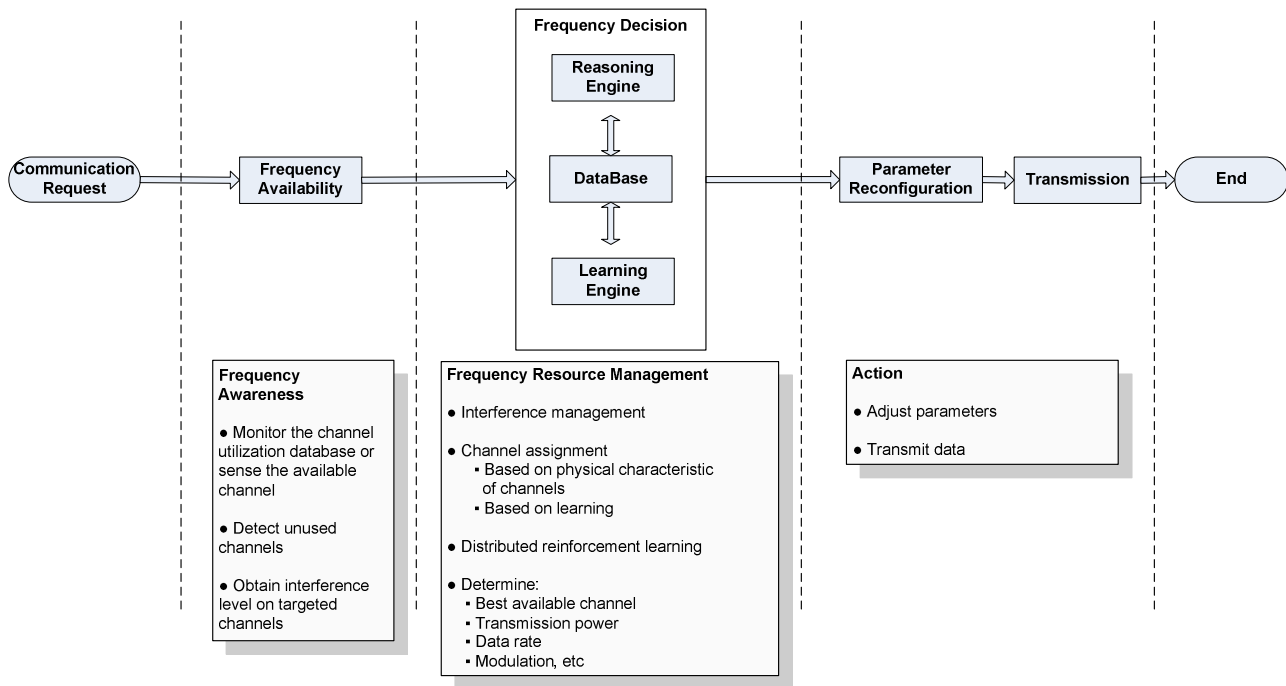 Frequency Decision
Reasoning
Engine
DataBase
Learning
Engine
Communication
Request
Frequency
Availability
Parameter
Reconfiguration
Transmission
End
Frequency
Awareness
● Monitor the channel
utilization database or
sense the available
channel
● Detect unused
channels
● Obtain interference
level on targeted
channels
Frequency Resource Management
● Interference management
● Channel assignment
▪ Based on physical characteristic
of channels
▪ Based on learning
● Distributed reinforcement learning
● Determine:
▪ Best available channel
▪ Transmission power
▪ Data rate
▪ Modulation, etc
Action
● Adjust parameters
● Transmit data